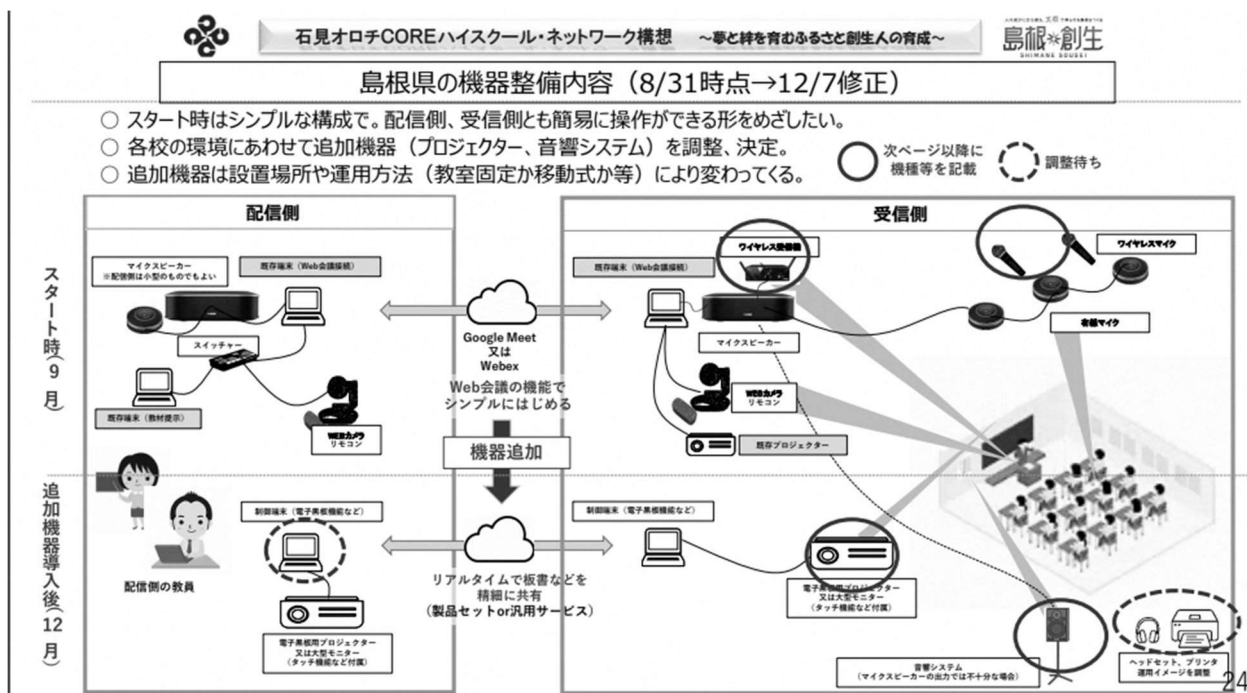 石見オロチCOREハイスクール・ネットワーク構想 ～夢と絆を育むふるさと創生人の育成～
島根創生
SHIMANE SOUSEI
島根県の機器整備内容（8/31時点→12/7修正）
○ スタート時はシンプルな構成で。配信側、受信側とも簡易に操作ができる形をめざしたい。
○ 各校の環境にあわせて追加機器（プロジェクター、音響システム）を調整、決定。
○ 追加機器は設置場所や運用方法（教室固定か移動式か等）により変わってくる。
次ページ以降に
機種等を記載
調整待ち
スタート時(9月)
配信側
マイクスピーカー
※配信側は小型のものでもよい
既存端末（Web会議接続）
スイッチャー
既存端末（教材提示）
WEBカメラ
リモコン
Google Meet
又は
Webex
Web会議の機能で
シンプルにはじめる
機器追加
受信側
ワイヤレス受信機
ワイヤレスマイク
既存端末（Web会議接続）
マイクスピーカー
有線マイク
WEBカメラ
リモコン
既存プロジェクター
追加機器導入後(12月)
配信側の教員
制御端末（電子黒板機能など）
電子黒板用プロジェクター
又は大型モニター
（タッチ機能など付属）
リアルタイムで板書などを
精細に共有
（製品セットor汎用サービス）
制御端末（電子黒板機能など）
電子黒板用プロジェクター
又は大型モニター
（タッチ機能など付属）
音響システム
（マイクスピーカーの出力では不十分な場合）
ヘッドセット、プリンタ
運用イメージを調整
24